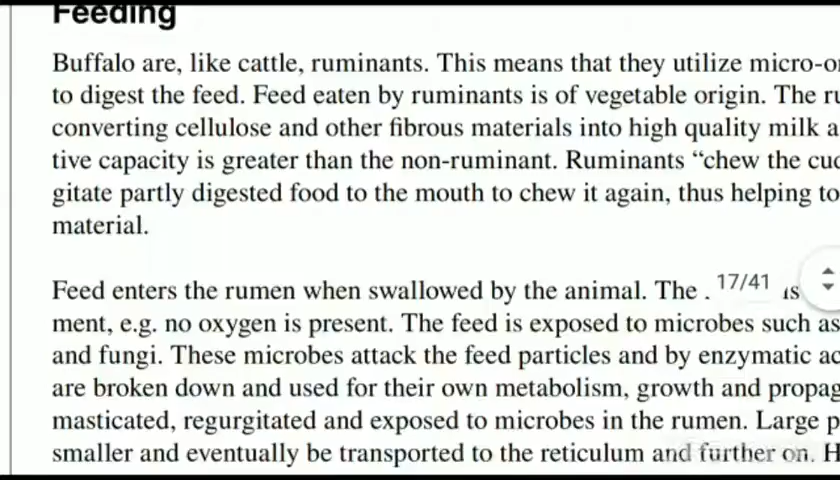 Feeding
Buffalo are, like cattle, ruminants. This means that they utilize micro-o
to digest the feed. Feed eaten by ruminants is of vegetable origin. The ru
converting cellulose and other fibrous materials into high quality milk a
tive capacity is greater than the non-ruminant. Ruminants “chew the cud
gitate partly digested food to the mouth to chew it again, thus helping to
material.
Feed enters the rumen when swallowed by the animal. The . 17/41 is
ment, e.g. no oxygen is present. The feed is exposed to microbes such as
and fungi. These microbes attack the feed particles and by enzymatic ac
are broken down and used for their own metabolism, growth and propag
masticated, regurgitated and exposed to microbes in the rumen. Large p
smaller and eventually be transported to the reticulum and further on. H